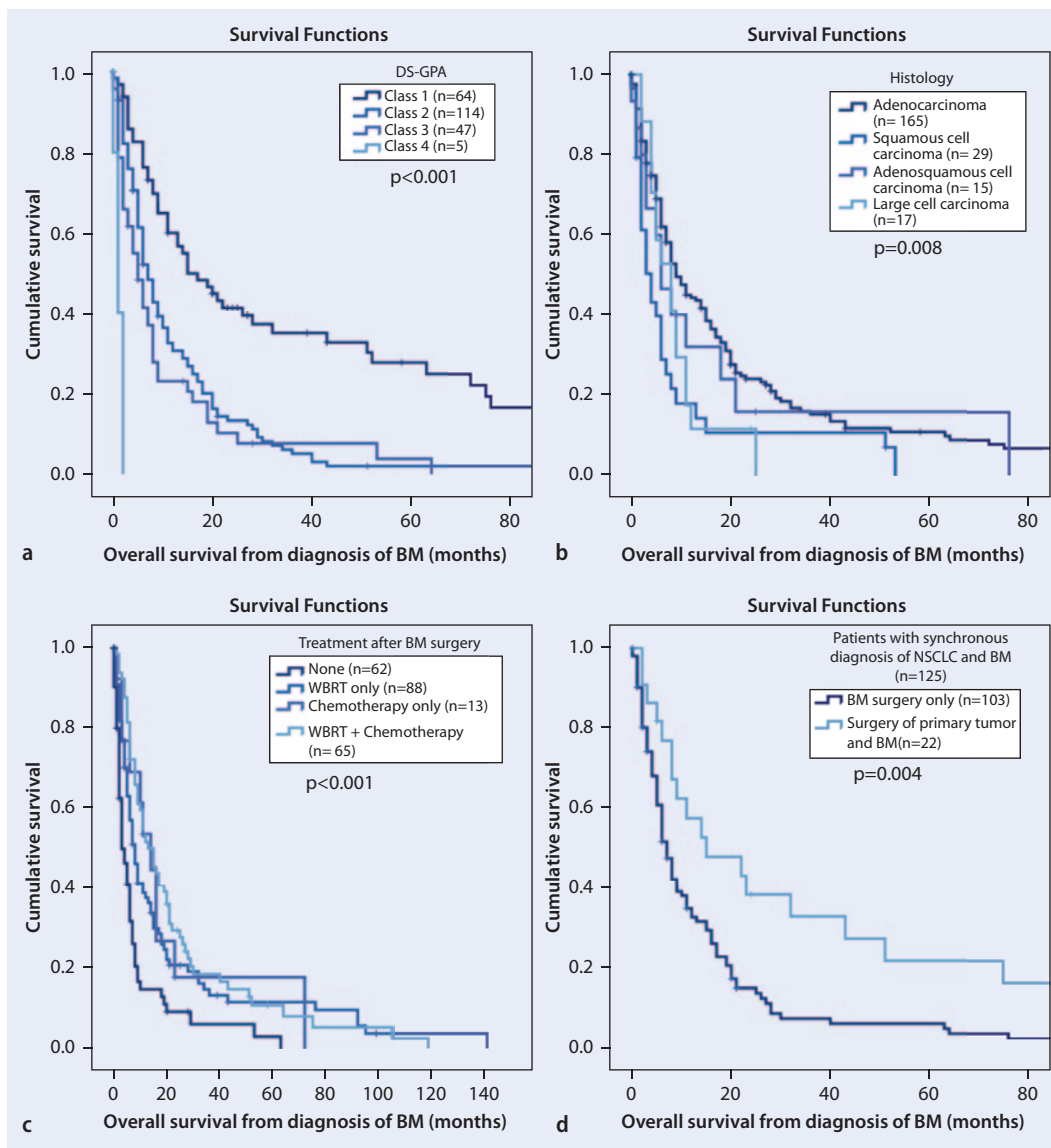 Survival Functions
DS-GPA
Class 1 (n=64)
Class 2 (n=114)
Class 3 (n=47)
Class 4 (n=5)
p<0.001
Cumulative survival
1.0
0.8
0.6
0.4
0.2
0.0
0
20
40
60
80
a
Overall survival from diagnosis of BM (months)
Survival Functions
Histology
Adenocarcinoma
(n= 165)
Squamous cell
carcinoma (n= 29)
Adenosquamous cell
carcinoma (n= 15)
Large cell carcinoma
(n=17)
p=0.008
Cumulative survival
1.0
0.8
0.6
0.4
0.2
0.0
0
20
40
60
80
b
Overall survival from diagnosis of BM (months)
Survival Functions
Treatment after BM surgery
None (n=62)
WBRT only (n=88)
Chemotherapy only (n=13)
WBRT + Chemotherapy
(n= 65)
p<0.001
Cumulative survival
1.0
0.8
0.6
0.4
0.2
0.0
0
20
40
60
80
100
120
140
c
Overall survival from diagnosis of BM (months)
Survival Functions
Patients with synchronous
diagnosis of NSCLC and BM
(n=125)
BM surgery only (n=103)
Surgery of primary tumor
and BM(n=22)
p=0.004
Cumulative survival
1.0
0.8
0.6
0.4
0.2
0.0
0
20
40
60
80
d
Overall survival from diagnosis of BM (months)